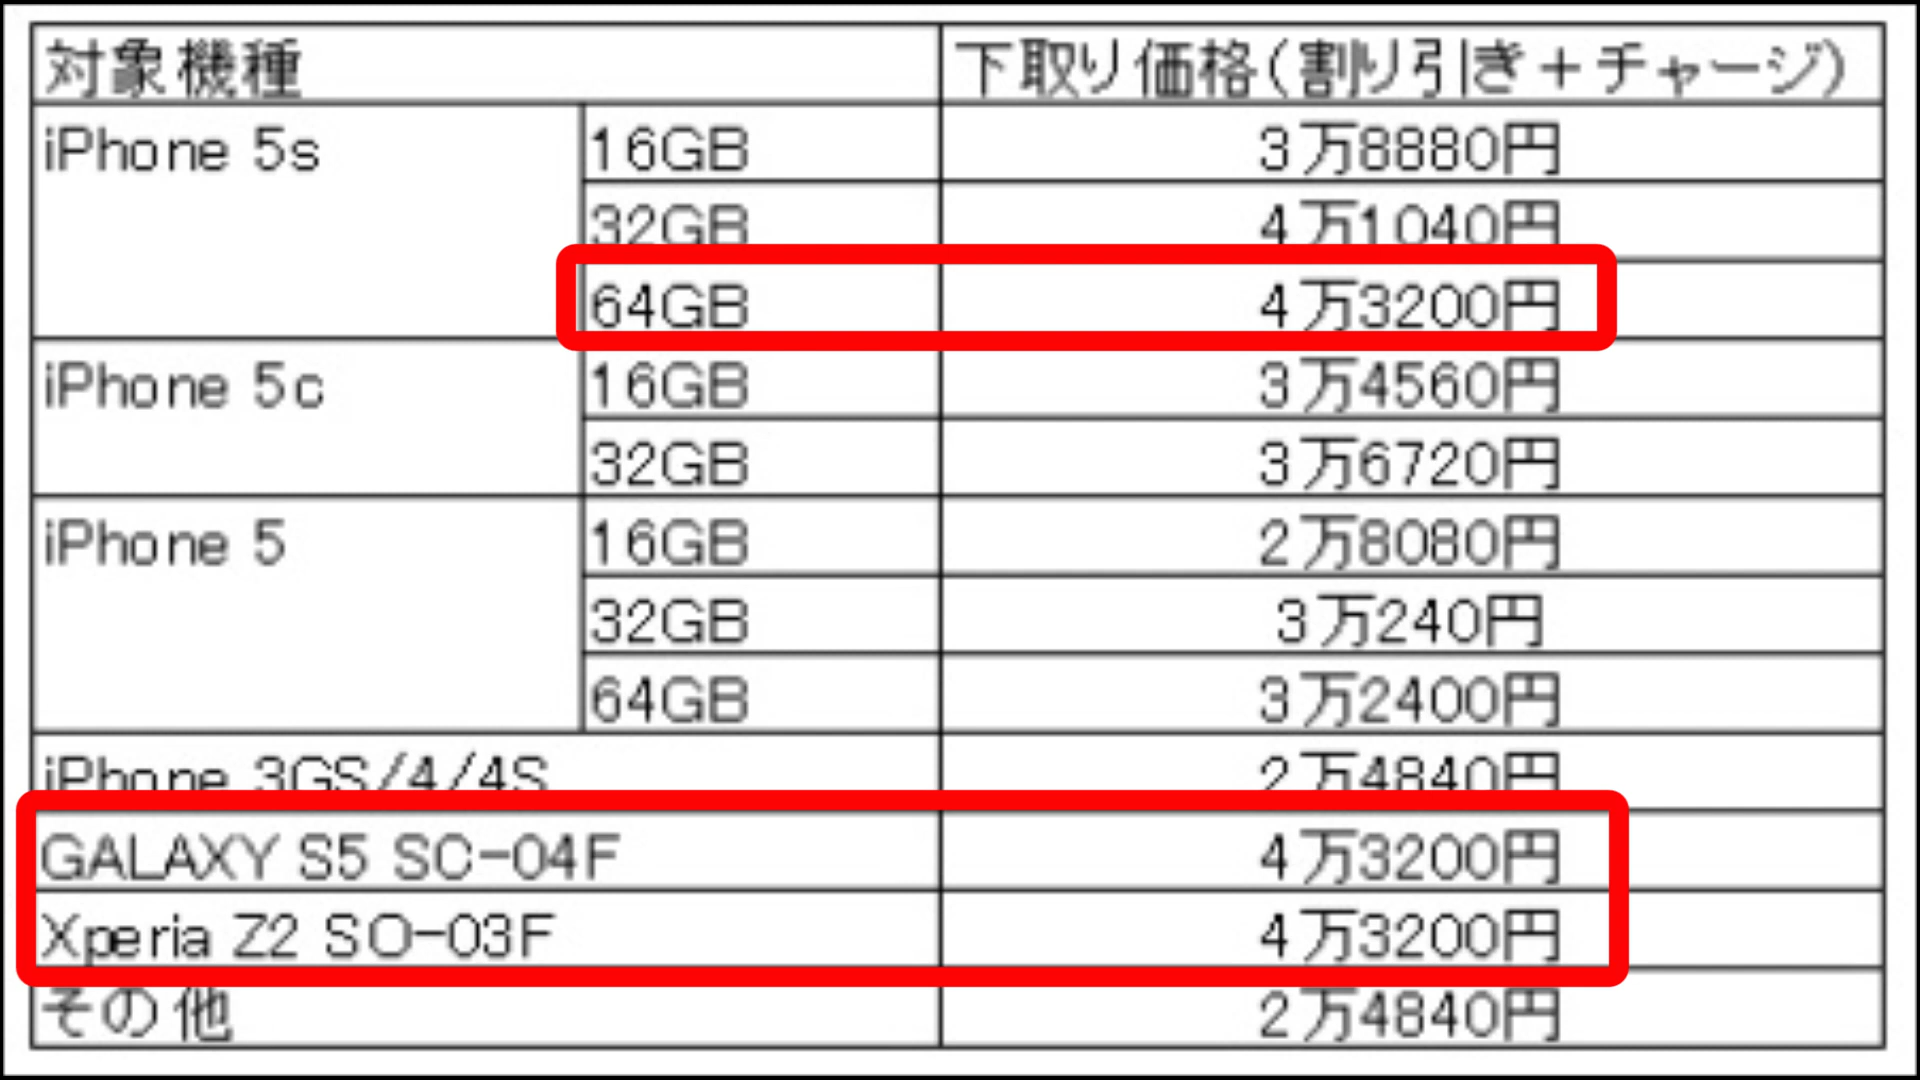 対象機種 下取り価格(割り引き+チャージ)
iPhone 5s 16GB 3万8880円
32GB 4万1040円
64GB 4万3200円
iPhone 5c 16GB 3万4560円
32GB 3万6720円
iPhone 5 16GB 2万8080円
32GB 3万240円
64GB 3万2400円
iPhone 3GS/4/4S 2万4840円
GALAXY S5 SC-04F 4万3200円
Xperia Z2 SO-03F 4万3200円
その他 2万4840円